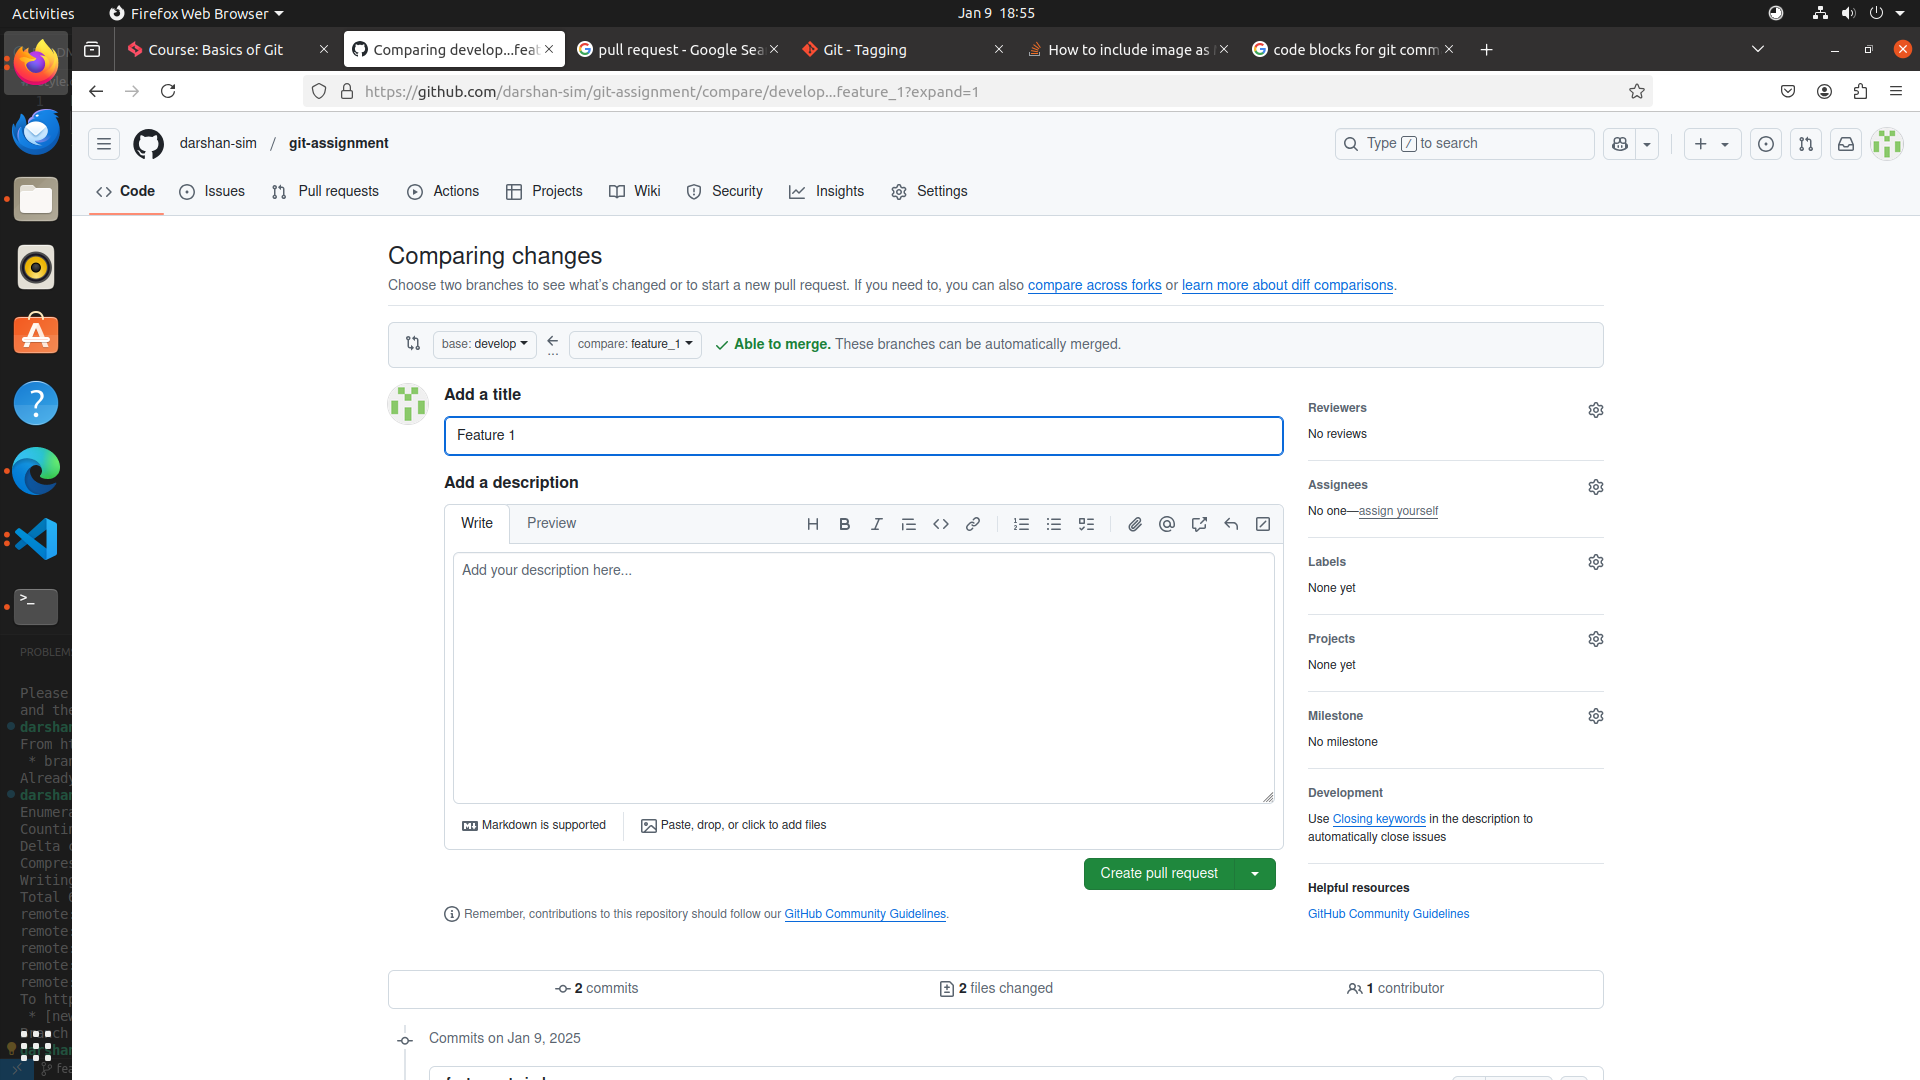 Activities
Firefox Web Browser
Jan 9 18:55
Course: Basics of Git
Comparing develop...feat
pull request - Google Sea
Git - Tagging
How to include image as
code blocks for git comm
https://github.com/darshan-sim/git-assignment/compare/develop...feature_1?expand=1
darshan-sim / git-assignment
Type / to search
Code
Issues
Pull requests
Actions
Projects
Wiki
Security
Insights
Settings
Comparing changes
Choose two branches to see what's changed or to start a new pull request. If you need to, you can also compare across forks or learn more about diff comparisons.
base: develop
...
compare: feature_1
Able to merge. These branches can be automatically merged.
Add a title
Feature 1
Add a description
Write
Preview
Add your description here...
Markdown is supported
Paste, drop, or click to add files
Create pull request
Remember, contributions to this repository should follow our GitHub Community Guidelines.
Reviewers
No reviews
Assignees
No one—assign yourself
Labels
None yet
Projects
None yet
Milestone
No milestone
Development
Use Closing keywords in the description to
automatically close issues
Helpful resources
GitHub Community Guidelines
2 commits
2 files changed
1 contributor
Commits on Jan 9, 2025
PROBLEM
Please
and the
darshan
From ht
* bran
Already
darshan
Enumera
Countin
Delta c
Compres
Writing
Total
remote:
remote:
remote:
remote:
remote:
To http
* [new
fea